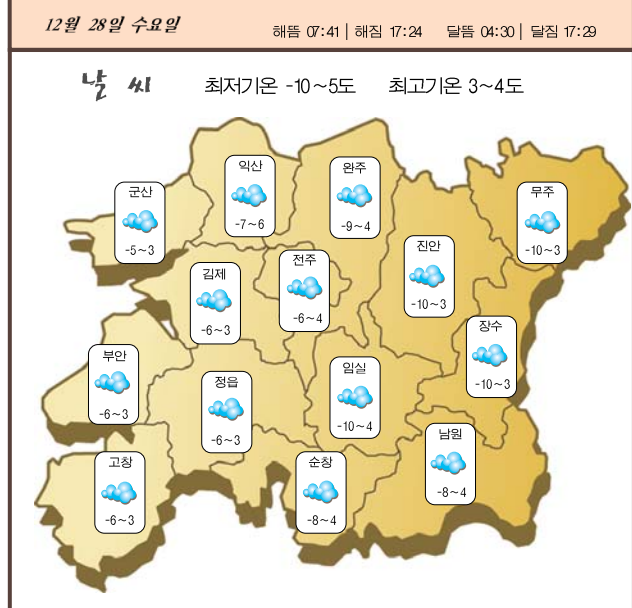 12월 28일 수요일
해뜸 07:41 | 해짐 17:24 달뜸 04:30 | 달짐 17:29
날 씨 최저기온 -10~5도 최고기온 3~4도
익산
-7~6
완주
-9~4
군산
-5~3
무주
-10~3
진안
-10~3
전주
-6~4
김제
-6~3
장수
-10~3
부안
-6~3
임실
-10~4
정읍
-6~3
남원
-8~4
고창
-6~3
순창
-8~4